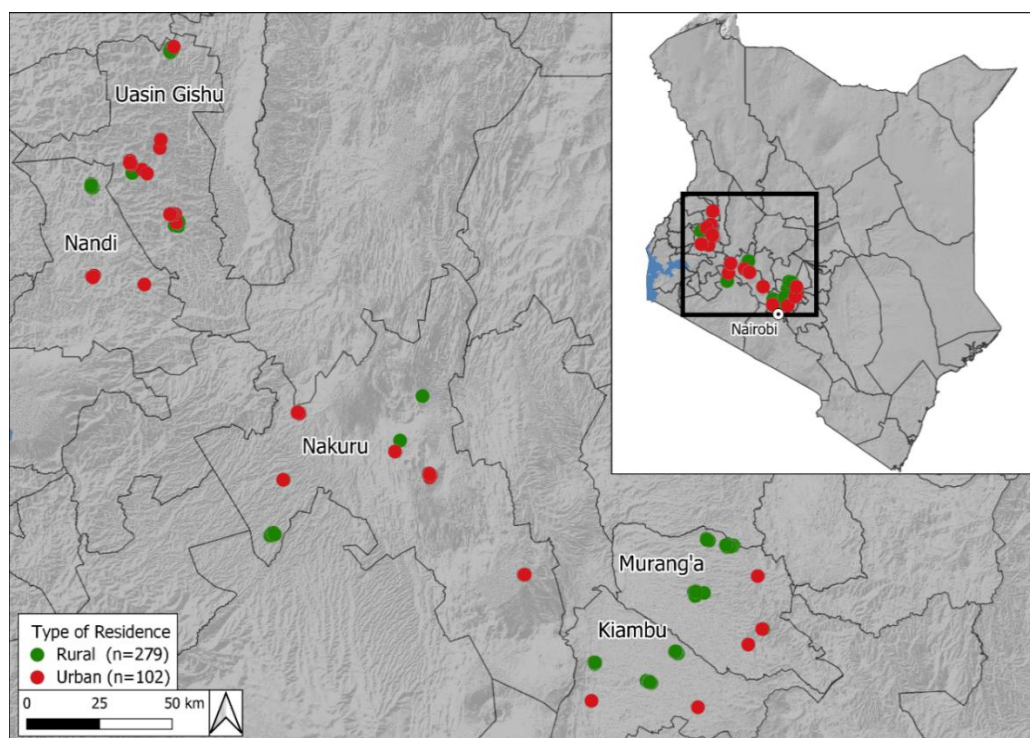 Uasin Gishu
Nandi
Nairobi
Nakuru
Murang'a
Kiambu
Type of Residence
Rural (n=279)
Urban (n=102)
0 25 50 km